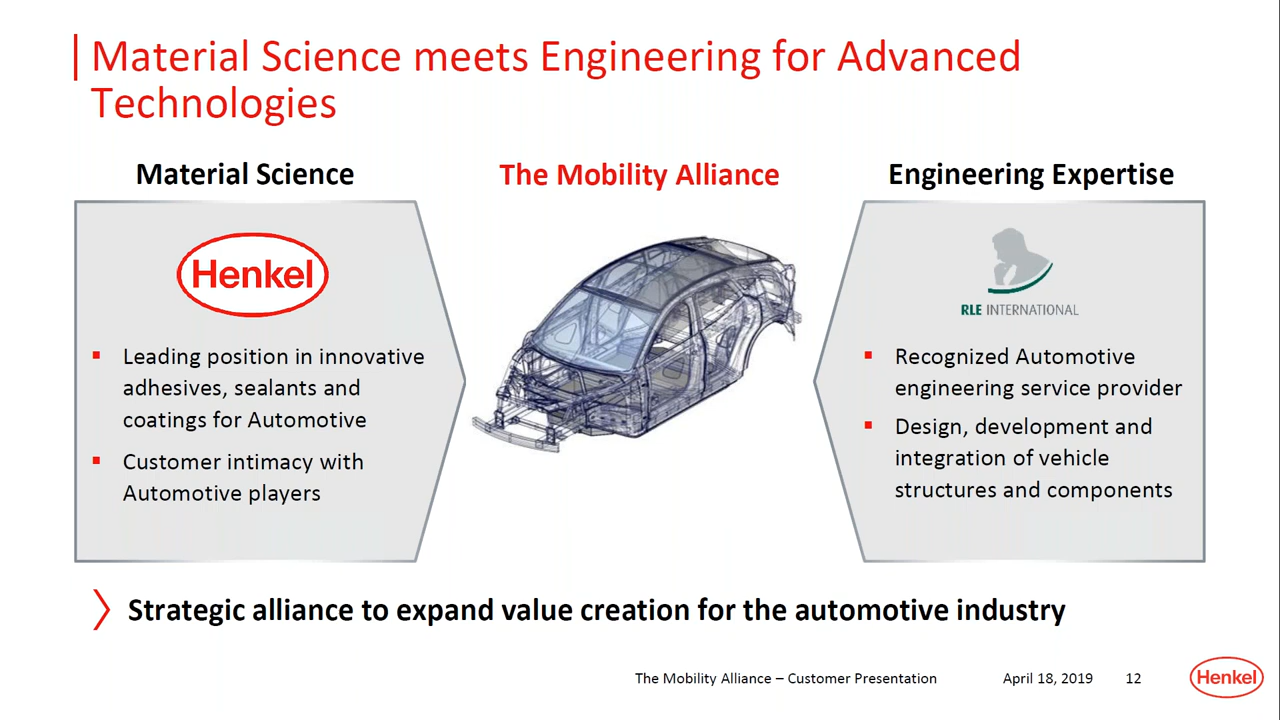 Material Science meets Engineering for Advanced
Technologies
Material Science
The Mobility Alliance
Engineering Expertise
Henkel
Leading position in innovative
adhesives, sealants and
coatings for Automotive
Customer intimacy with
Automotive players
RLE INTERNATIONAL
Recognized Automotive
engineering service provider
Design, development and
integration of vehicle
structures and components
Strategic alliance to expand value creation for the automotive industry
The Mobility Alliance – Customer Presentation
April 18, 2019
12
Henkel